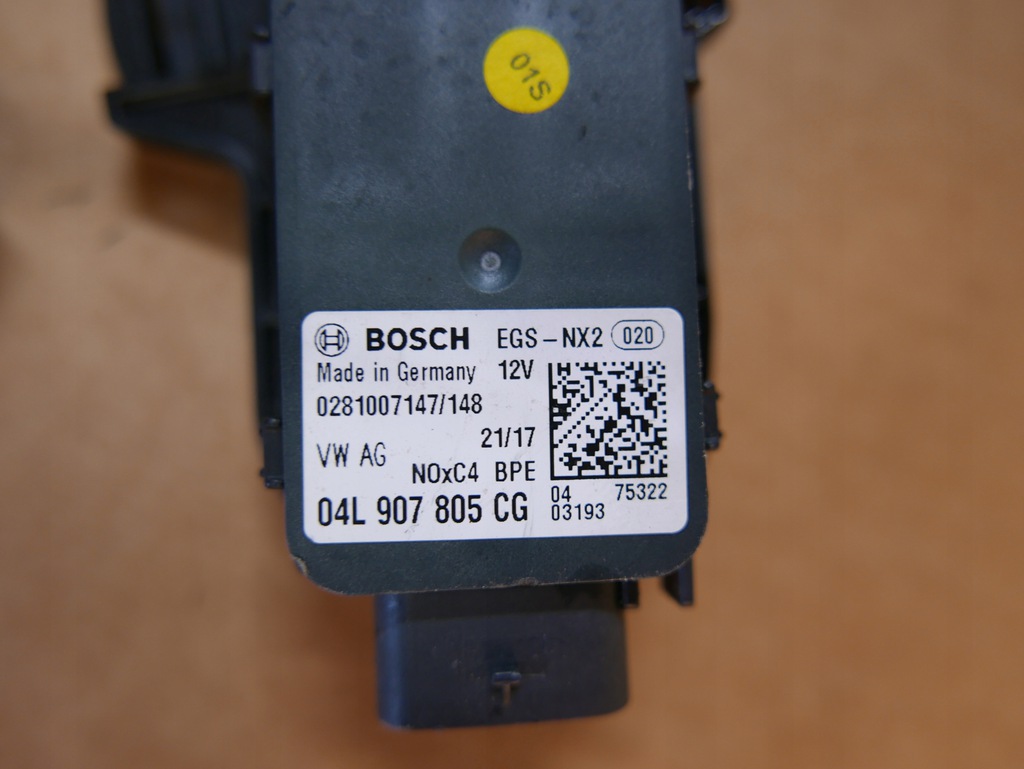 01S
BOSCH EGS-NX2 020
Made in Germany 12V
0281007147/148
21/17
VW AG
NOxC4 BPE
04L 907 805 CG
04 75322
03193
T